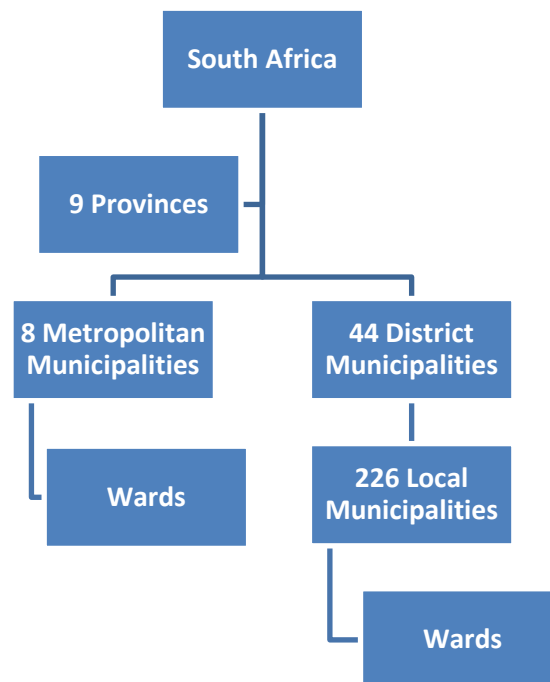 South Africa
9 Provinces
8 Metropolitan
Municipalities
44 District
Municipalities
Wards
226 Local
Municipalities
Wards